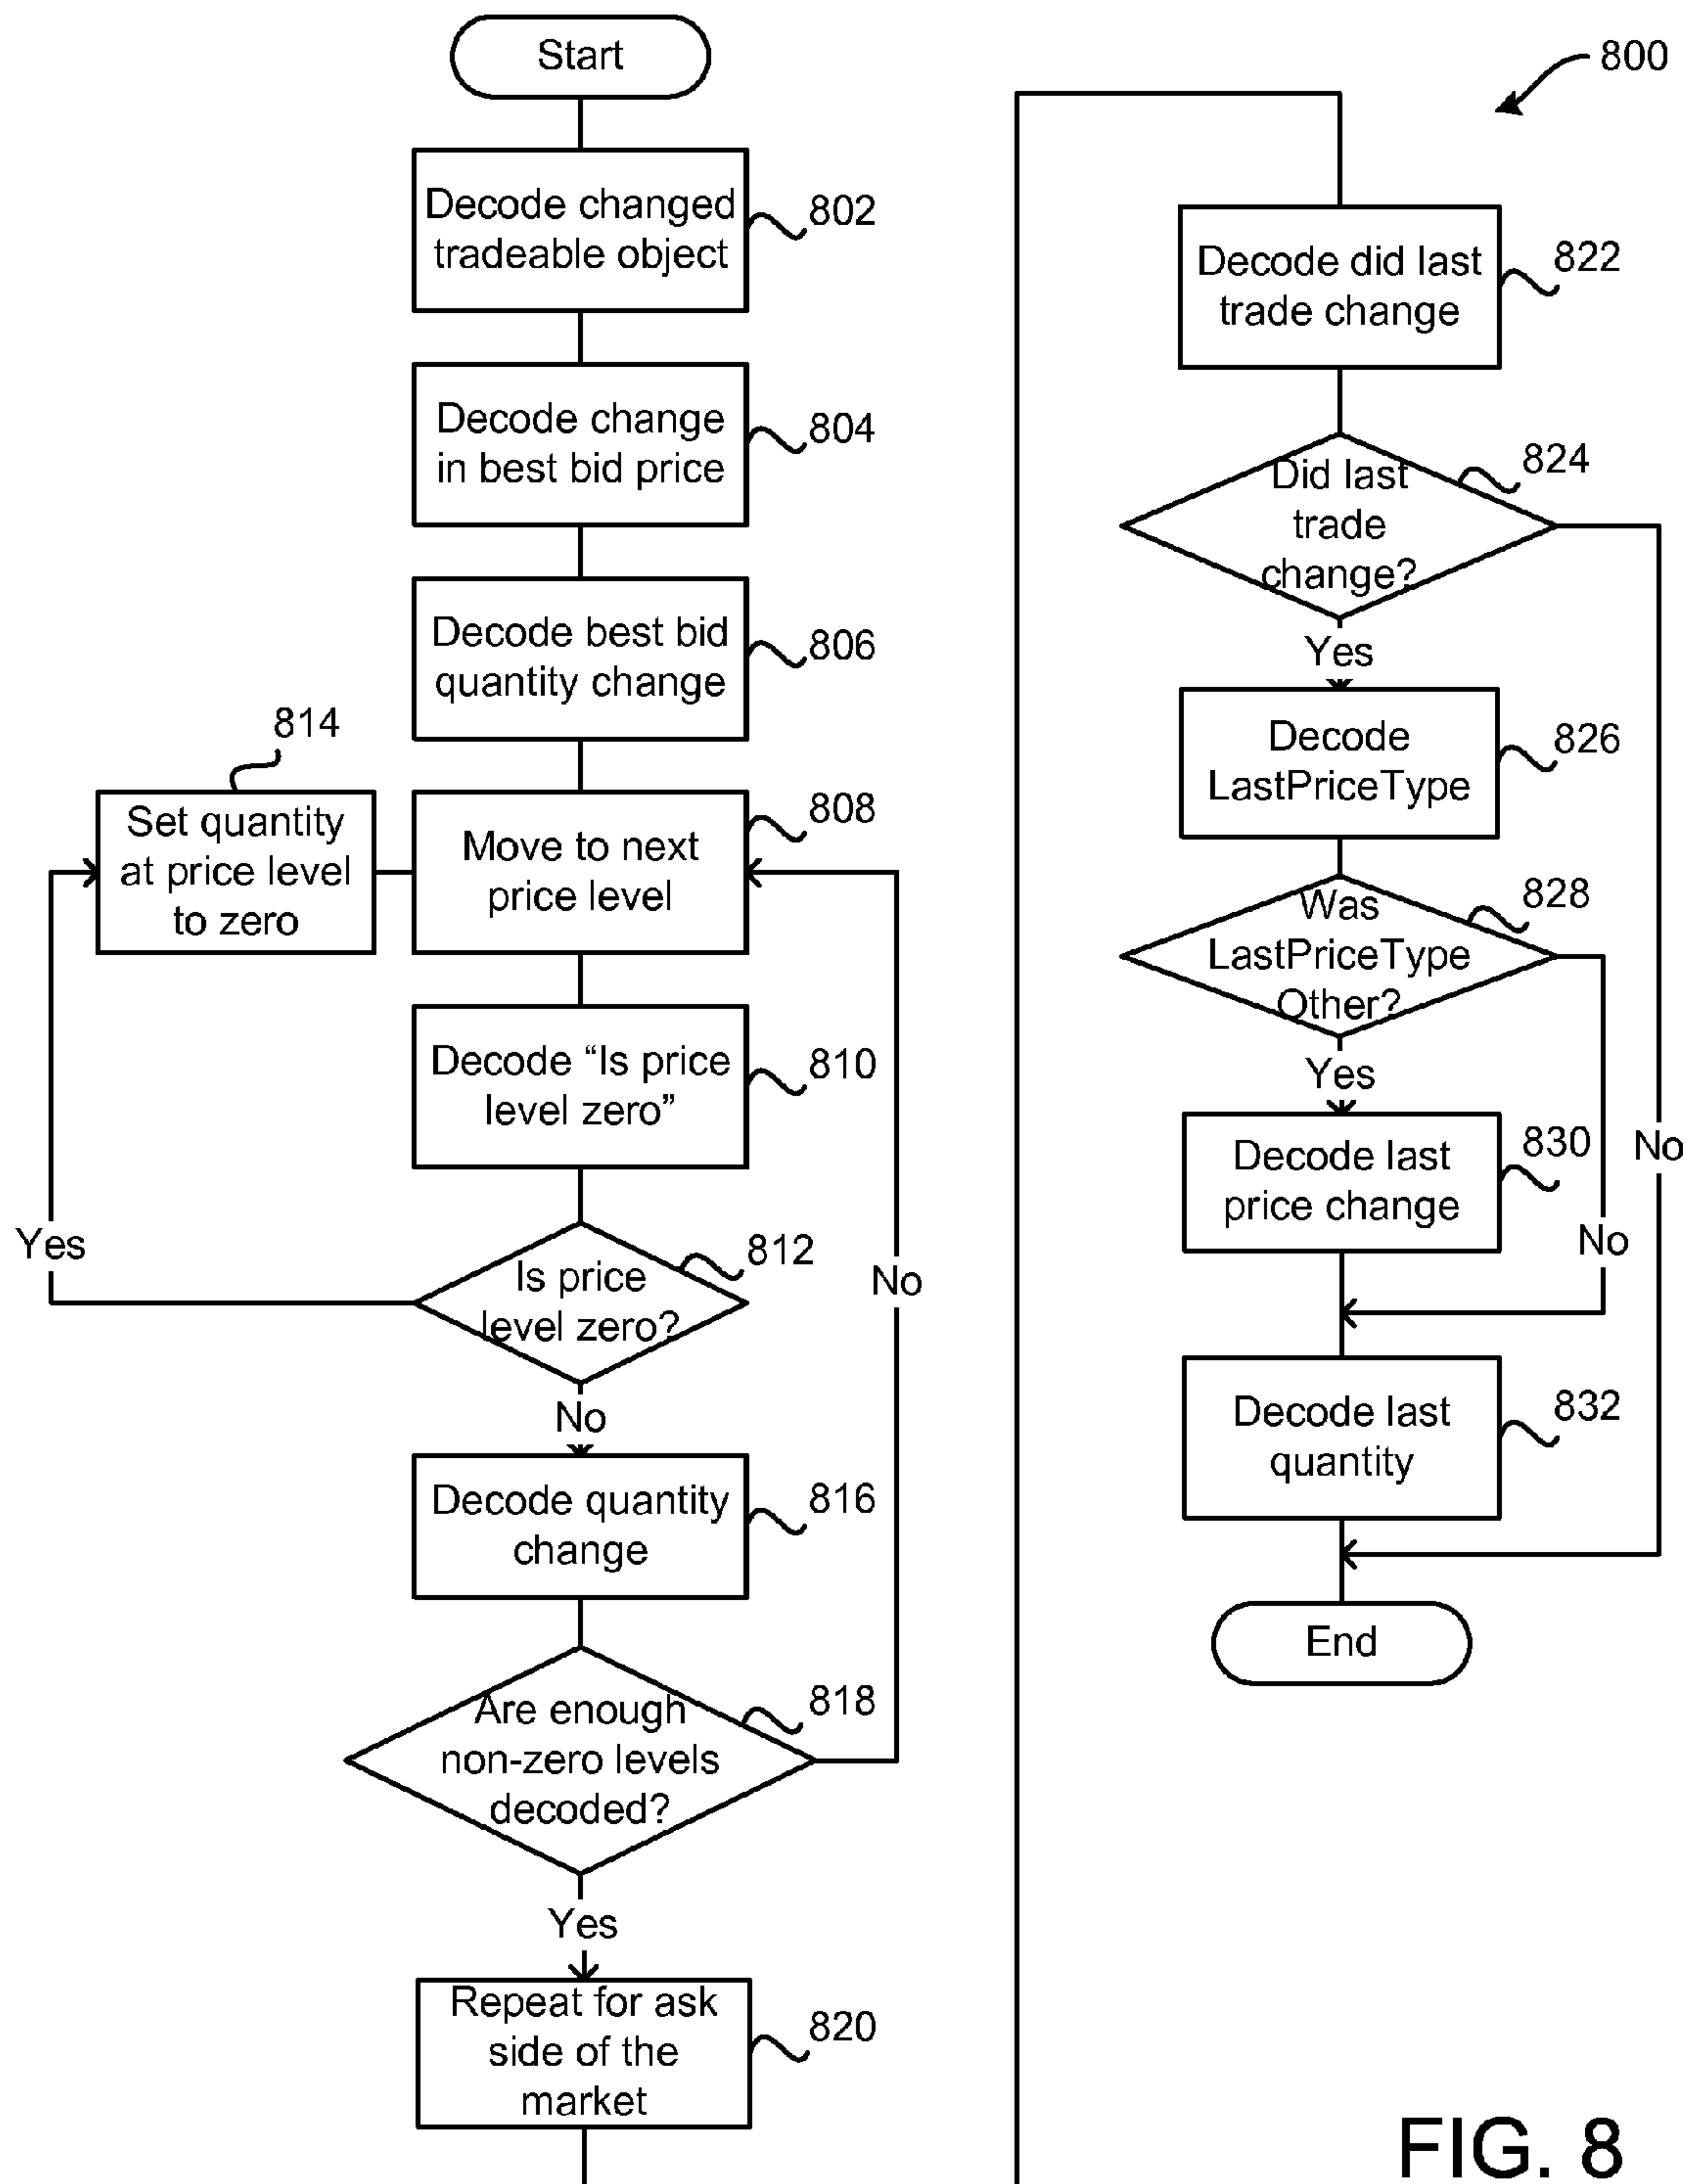 Start
Decode changed
tradeable object
802
Decode change
in best bid price
804
Decode best bid
quantity change
806
814
Set quantity
at price level
to zero
Move to next
price level
808
Decode “Is price
level zero”
810
Yes
Is price
level zero?
812
No
No
Decode quantity
change
816
Are enough
non-zero levels
decoded?
818
Yes
Repeat for ask
side of the
market
820
800
Decode did last
trade change
822
Did last
trade
change?
824
Yes
Decode
LastPriceType
826
Was
LastPriceType
Other?
828
Yes
Decode last
price change
830
No
No
Decode last
quantity
832
End
FIG. 8